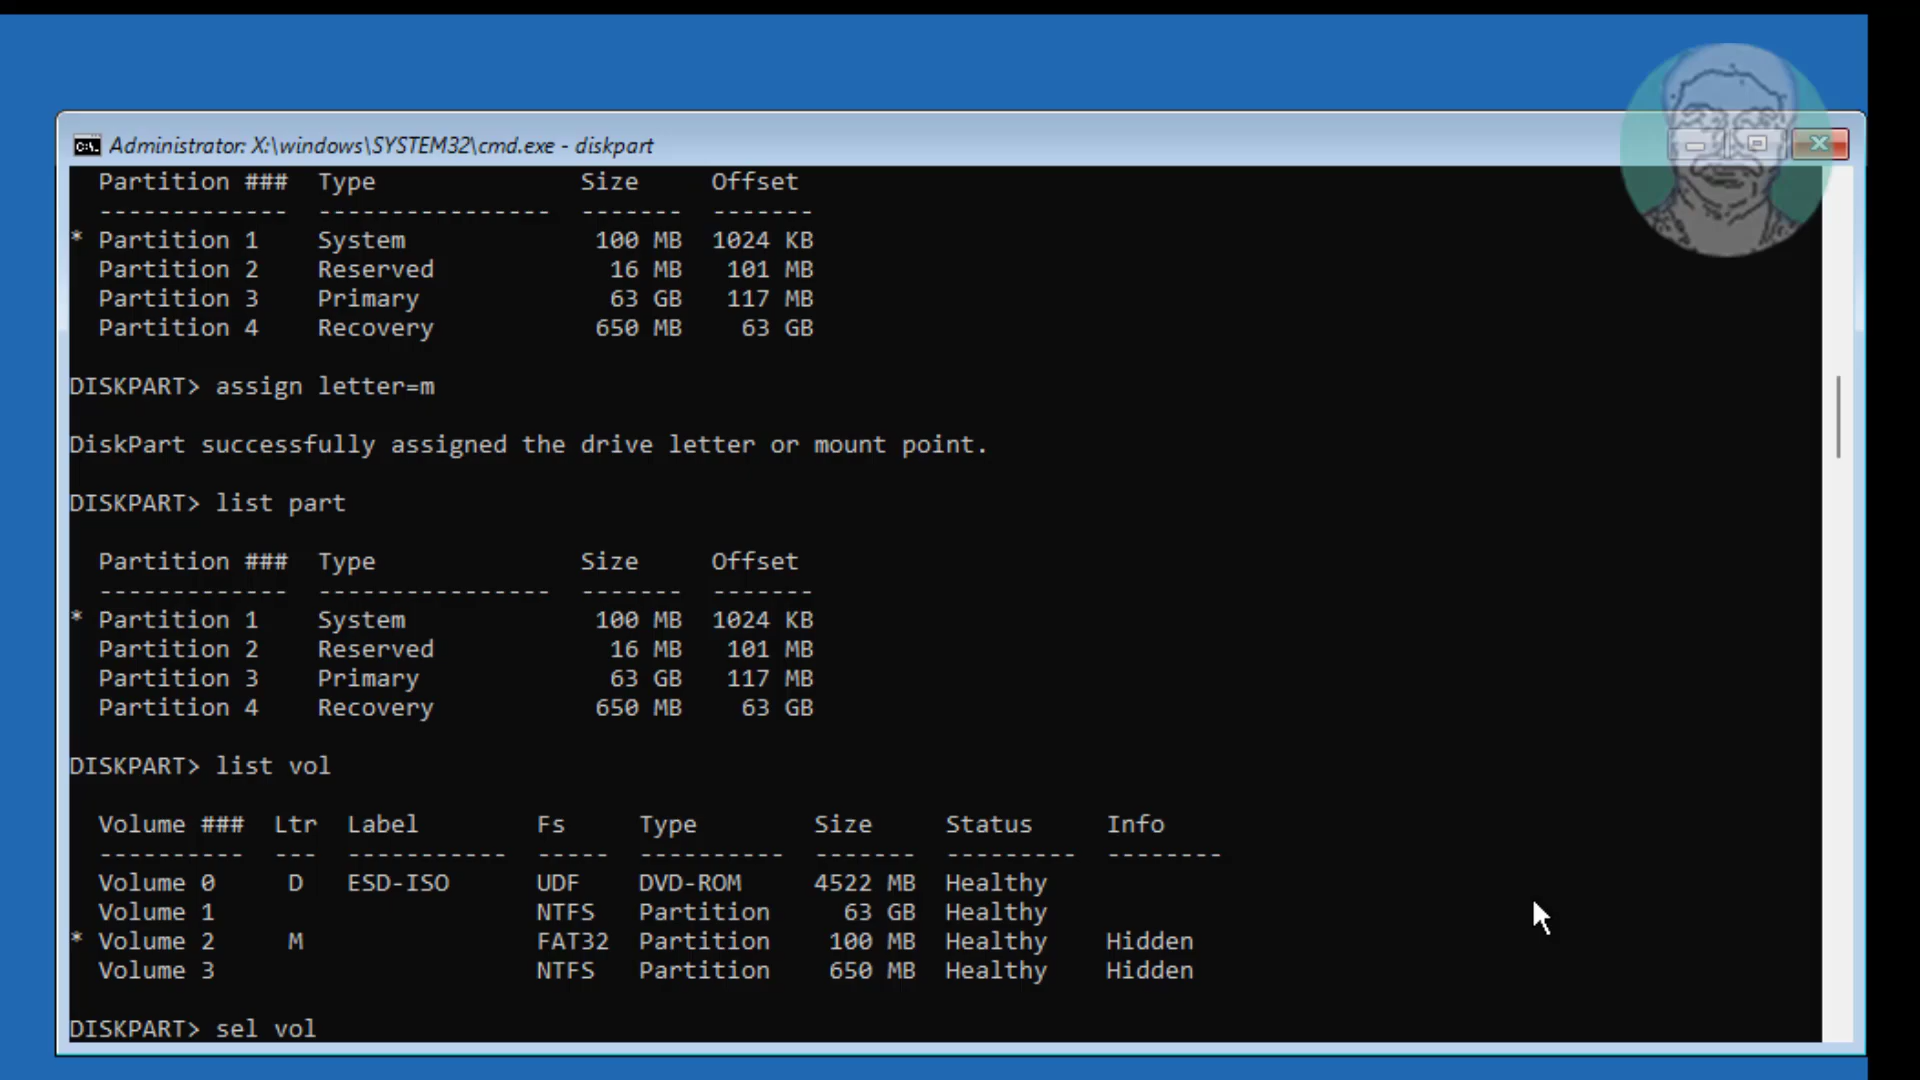 Administrator: X:\windows\SYSTEM32\cmd.exe - diskpart
  Partition ###  Type              Size     Offset
  -------------  ----------------  -------  -------
* Partition 1    System             100 MB  1024 KB
  Partition 2    Reserved            16 MB   101 MB
  Partition 3    Primary             63 GB   117 MB
  Partition 4    Recovery           650 MB    63 GB
DISKPART> assign letter=m
DiskPart successfully assigned the drive letter or mount point.
DISKPART> list part
  Partition ###  Type              Size     Offset
  -------------  ----------------  -------  -------
* Partition 1    System             100 MB  1024 KB
  Partition 2    Reserved            16 MB   101 MB
  Partition 3    Primary             63 GB   117 MB
  Partition 4    Recovery           650 MB    63 GB
DISKPART> list vol
  Volume ###  Ltr  Label        Fs     Type        Size     Status     Info
  ----------  ---  -----------  -----  ----------  -------  ---------  --------
  Volume 0     D   ESD-ISO      UDF    DVD-ROM     4522 MB  Healthy
  Volume 1                      NTFS   Partition     63 GB  Healthy
* Volume 2     M                FAT32  Partition    100 MB  Healthy    Hidden
  Volume 3                      NTFS   Partition    650 MB  Healthy    Hidden
DISKPART> sel vol